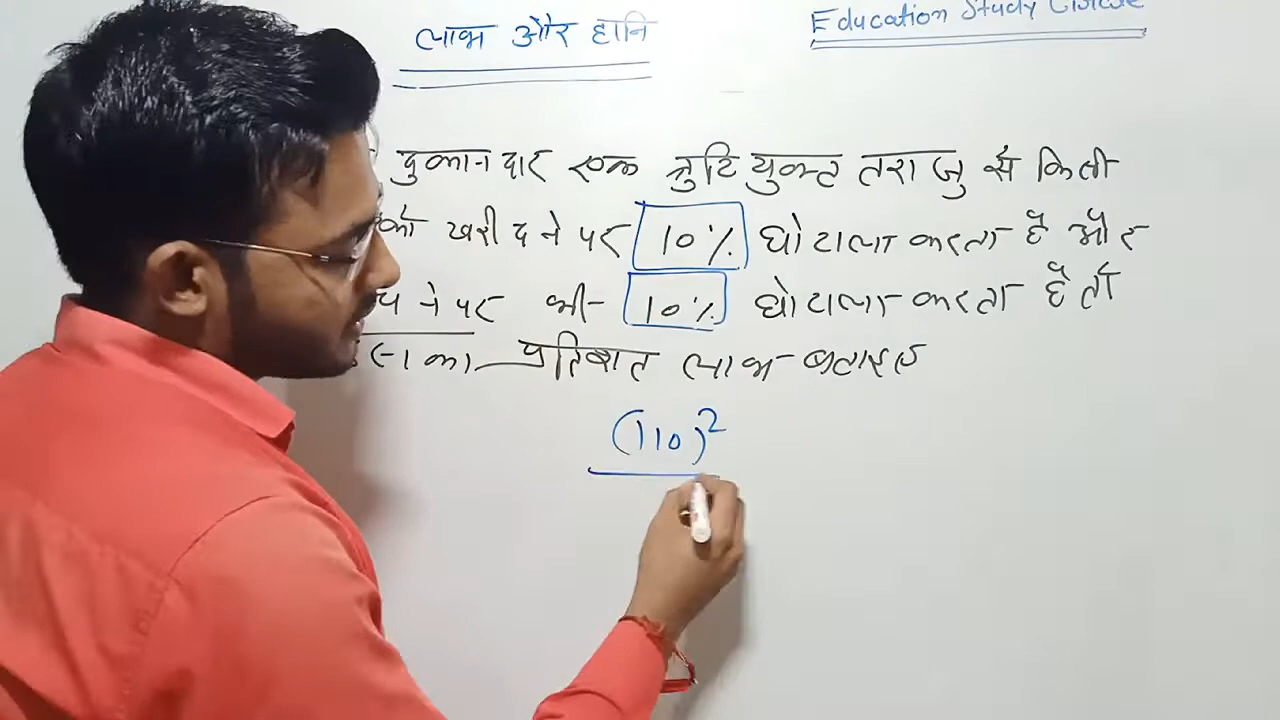 लाभ और हानि
Education Study
दुकानदार एक त्रुटि युक्त तराजु से किसी
को खरीदने पर 10% घोटाला करता है और
ने पर भी 10% घोटाला करता है तो
का प्रतिशत लाभ बताइए
(110)²